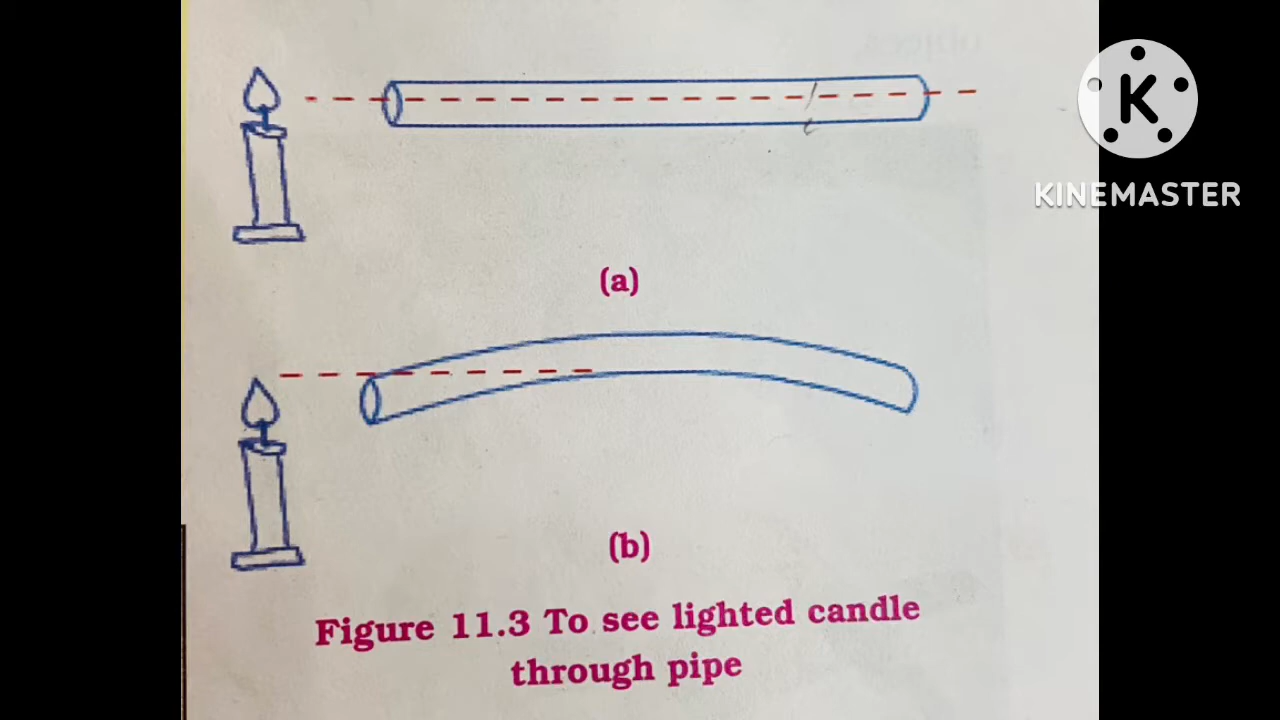 K
KINEMASTER
(a)
(b)
Figure 11.3 To see lighted candle
through pipe